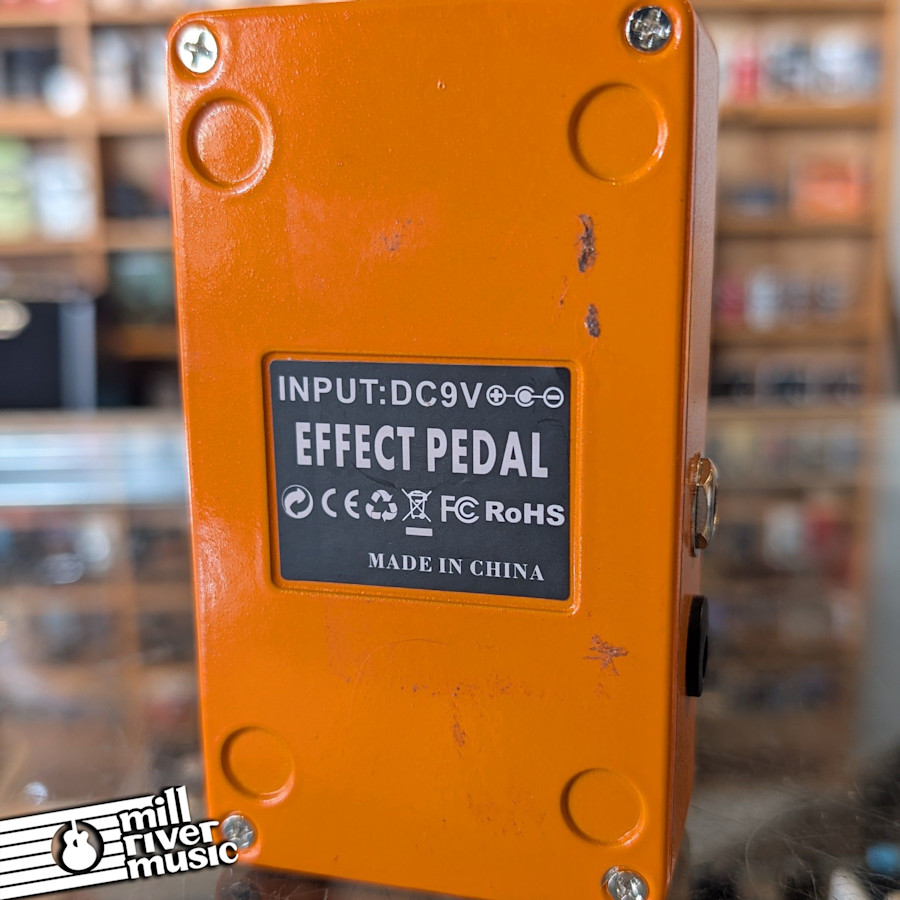 INPUT:DC9V
EFFECT PEDAL
CE FC RoHS
MADE IN CHINA
mill
river
music